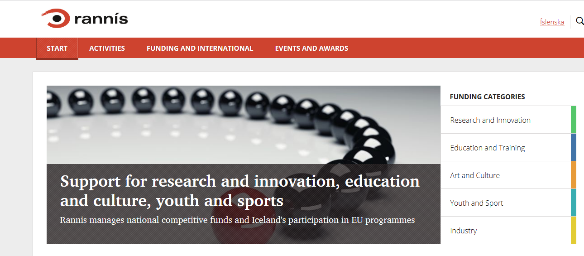 rannís
Íslenska
START ACTIVITIES FUNDING AND INTERNATIONAL EVENTS AND AWARDS
Support for research and innovation, education
and culture, youth and sports
Rannis manages national competitive funds and Iceland's participation in EU programmes
FUNDING CATEGORIES
Research and Innovation
Education and Training
Art and Culture
Youth and Sport
Industry